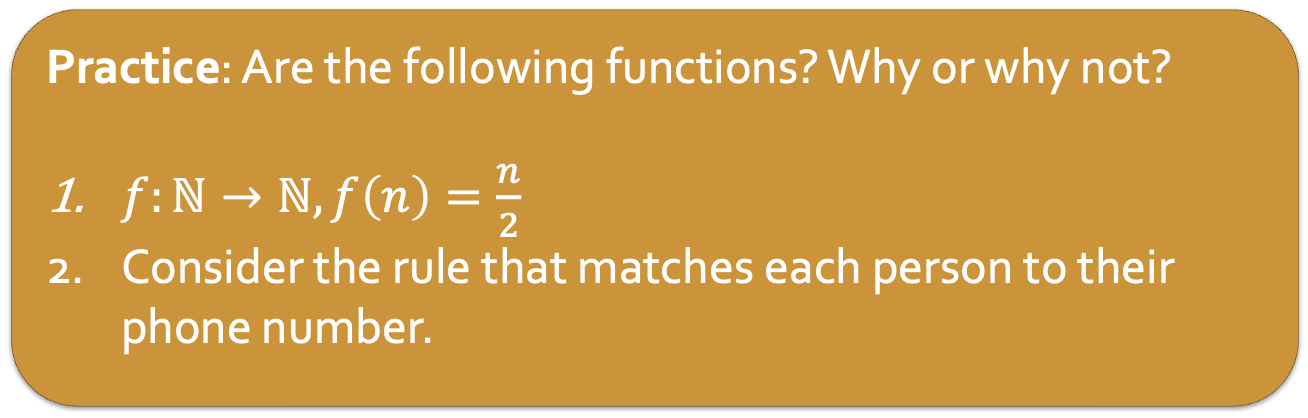 Practice: Are the following functions? Why or why not?
1. f: ℕ → ℕ, f(n) = n/2
2. Consider the rule that matches each person to their
phone number.